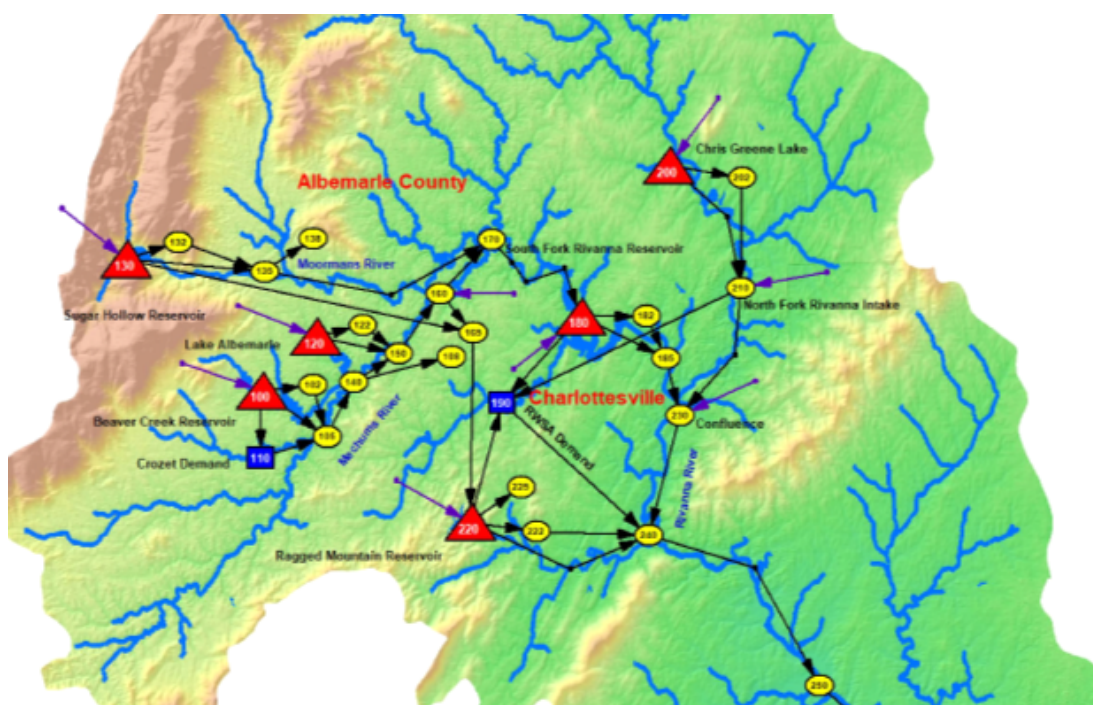 Chris Greene Lake
200
202
Albemarle County
132
138
170
South Fork Rivanna Reservoir
130
135
Moormans River
210
160
North Fork Rivanna Intake
Sugar Hollow Reservoir
122
180
182
165
Lake Albemarle
120
150
185
102
140
100
190
Charlottesville
230
Beaver Creek Reservoir
RWSA Demand
Confluence
105
Mechums River
Crozet Demand
110
225
Rivanna River
220
222
240
Ragged Mountain Reservoir
250